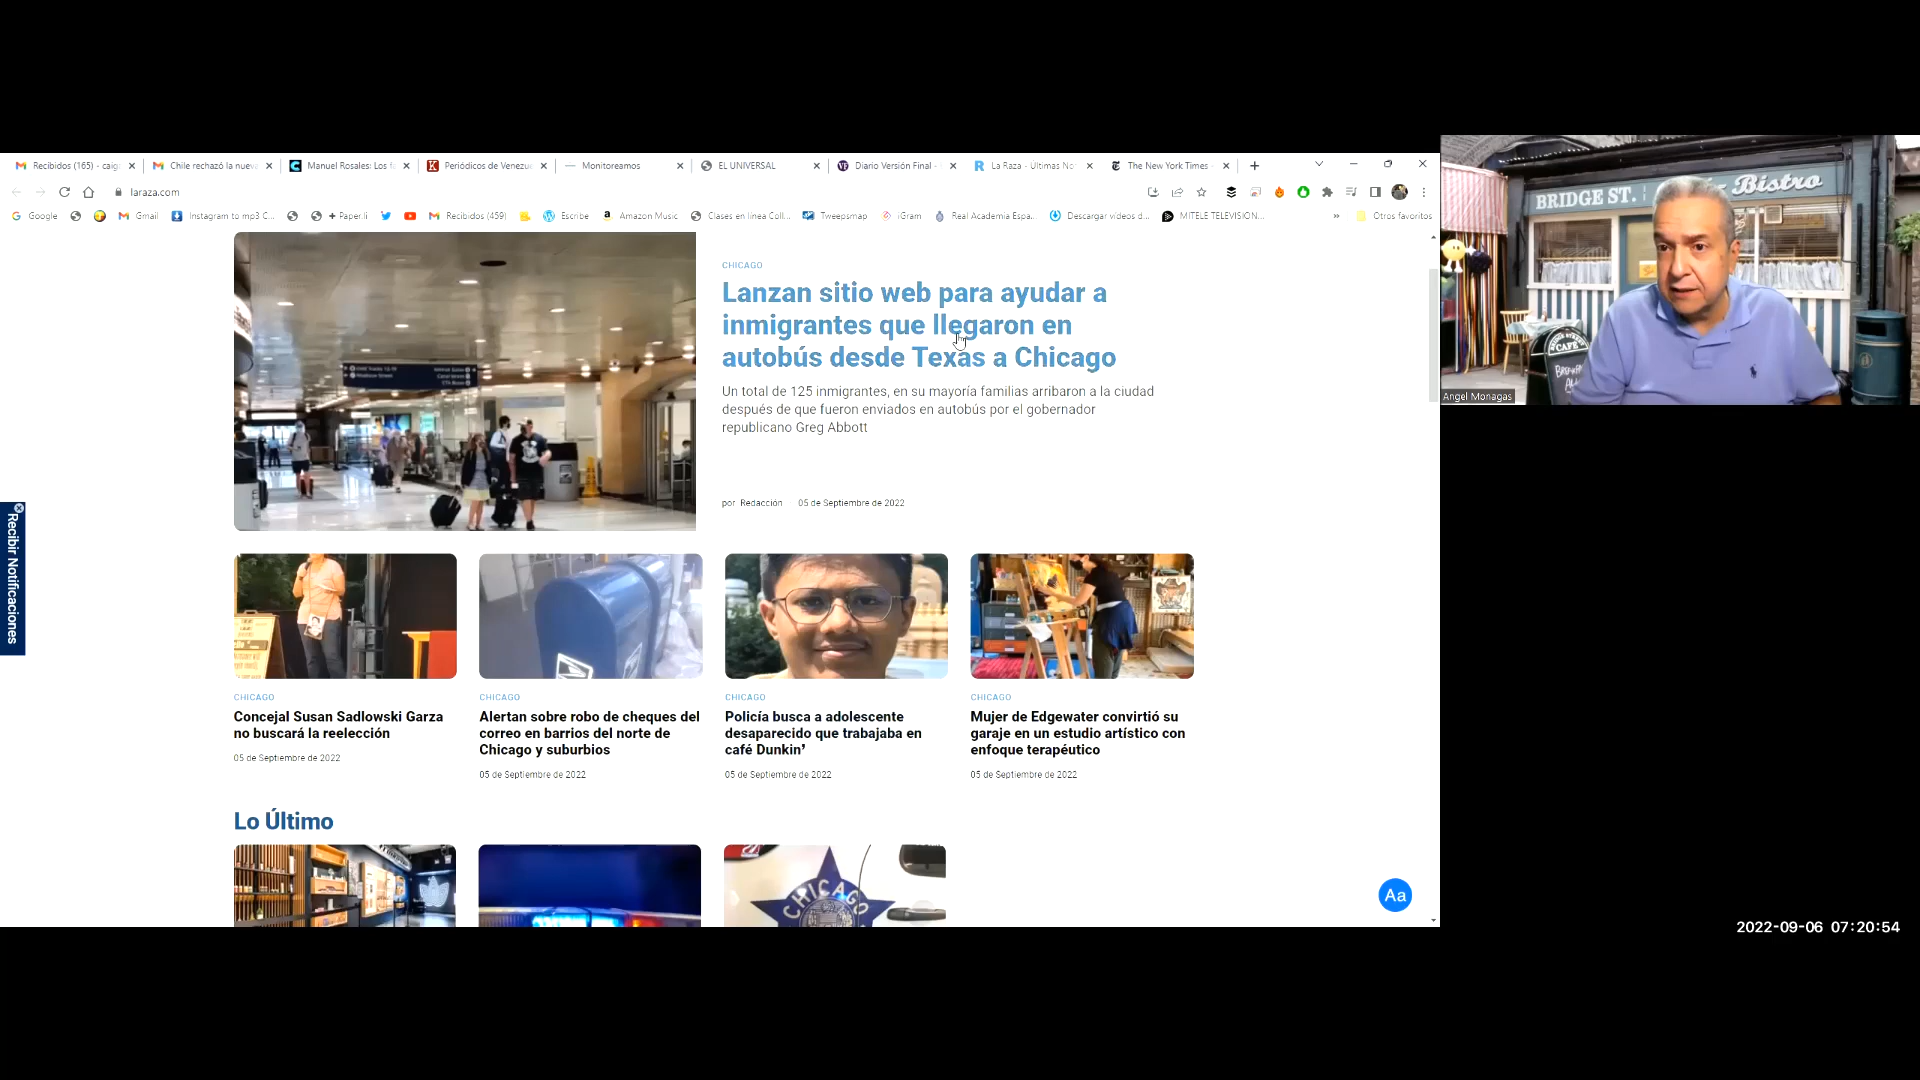 Recibidos (165) - caig
Chile rechazó la nueva
Manuel Rosales: Los fa
Periódicos de Venezue
Monitoreamos
EL UNIVERSAL
Diario Versión Final -
La Raza - Últimas No
The New York Times -
laraza.com
Google
Gmail
Instagram to mp3 C...
+ Paper.li
Recibidos (459)
Escribe
Amazon Music
Clases en línea Coll...
Tweepsmap
iGram
Real Academia Espa...
Descargar vídeos d...
MITELE TELEVISION...
Otros favoritos
CHICAGO
Lanzan sitio web para ayudar a
inmigrantes que llegaron en
autobús desde Texas a Chicago
Un total de 125 inmigrantes, en su mayoría familias arribaron a la ciudad
después de que fueron enviados en autobús por el gobernador
republicano Greg Abbott
por Redacción 05 de Septiembre de 2022
Recibir Notificaciones
CHICAGO
Concejal Susan Sadlowski Garza
no buscará la reelección
05 de Septiembre de 2022
CHICAGO
Alertan sobre robo de cheques del
correo en barrios del norte de
Chicago y suburbios
05 de Septiembre de 2022
CHICAGO
Policía busca a adolescente
desaparecido que trabajaba en
café Dunkin’
05 de Septiembre de 2022
CHICAGO
Mujer de Edgewater convirtió su
garaje en un estudio artístico con
enfoque terapéutico
05 de Septiembre de 2022
Lo Último
CHICAGO
Aa
BRIDGE ST.
Bistro
CAFE
Angel Monagas
2022-09-06 07:20:54